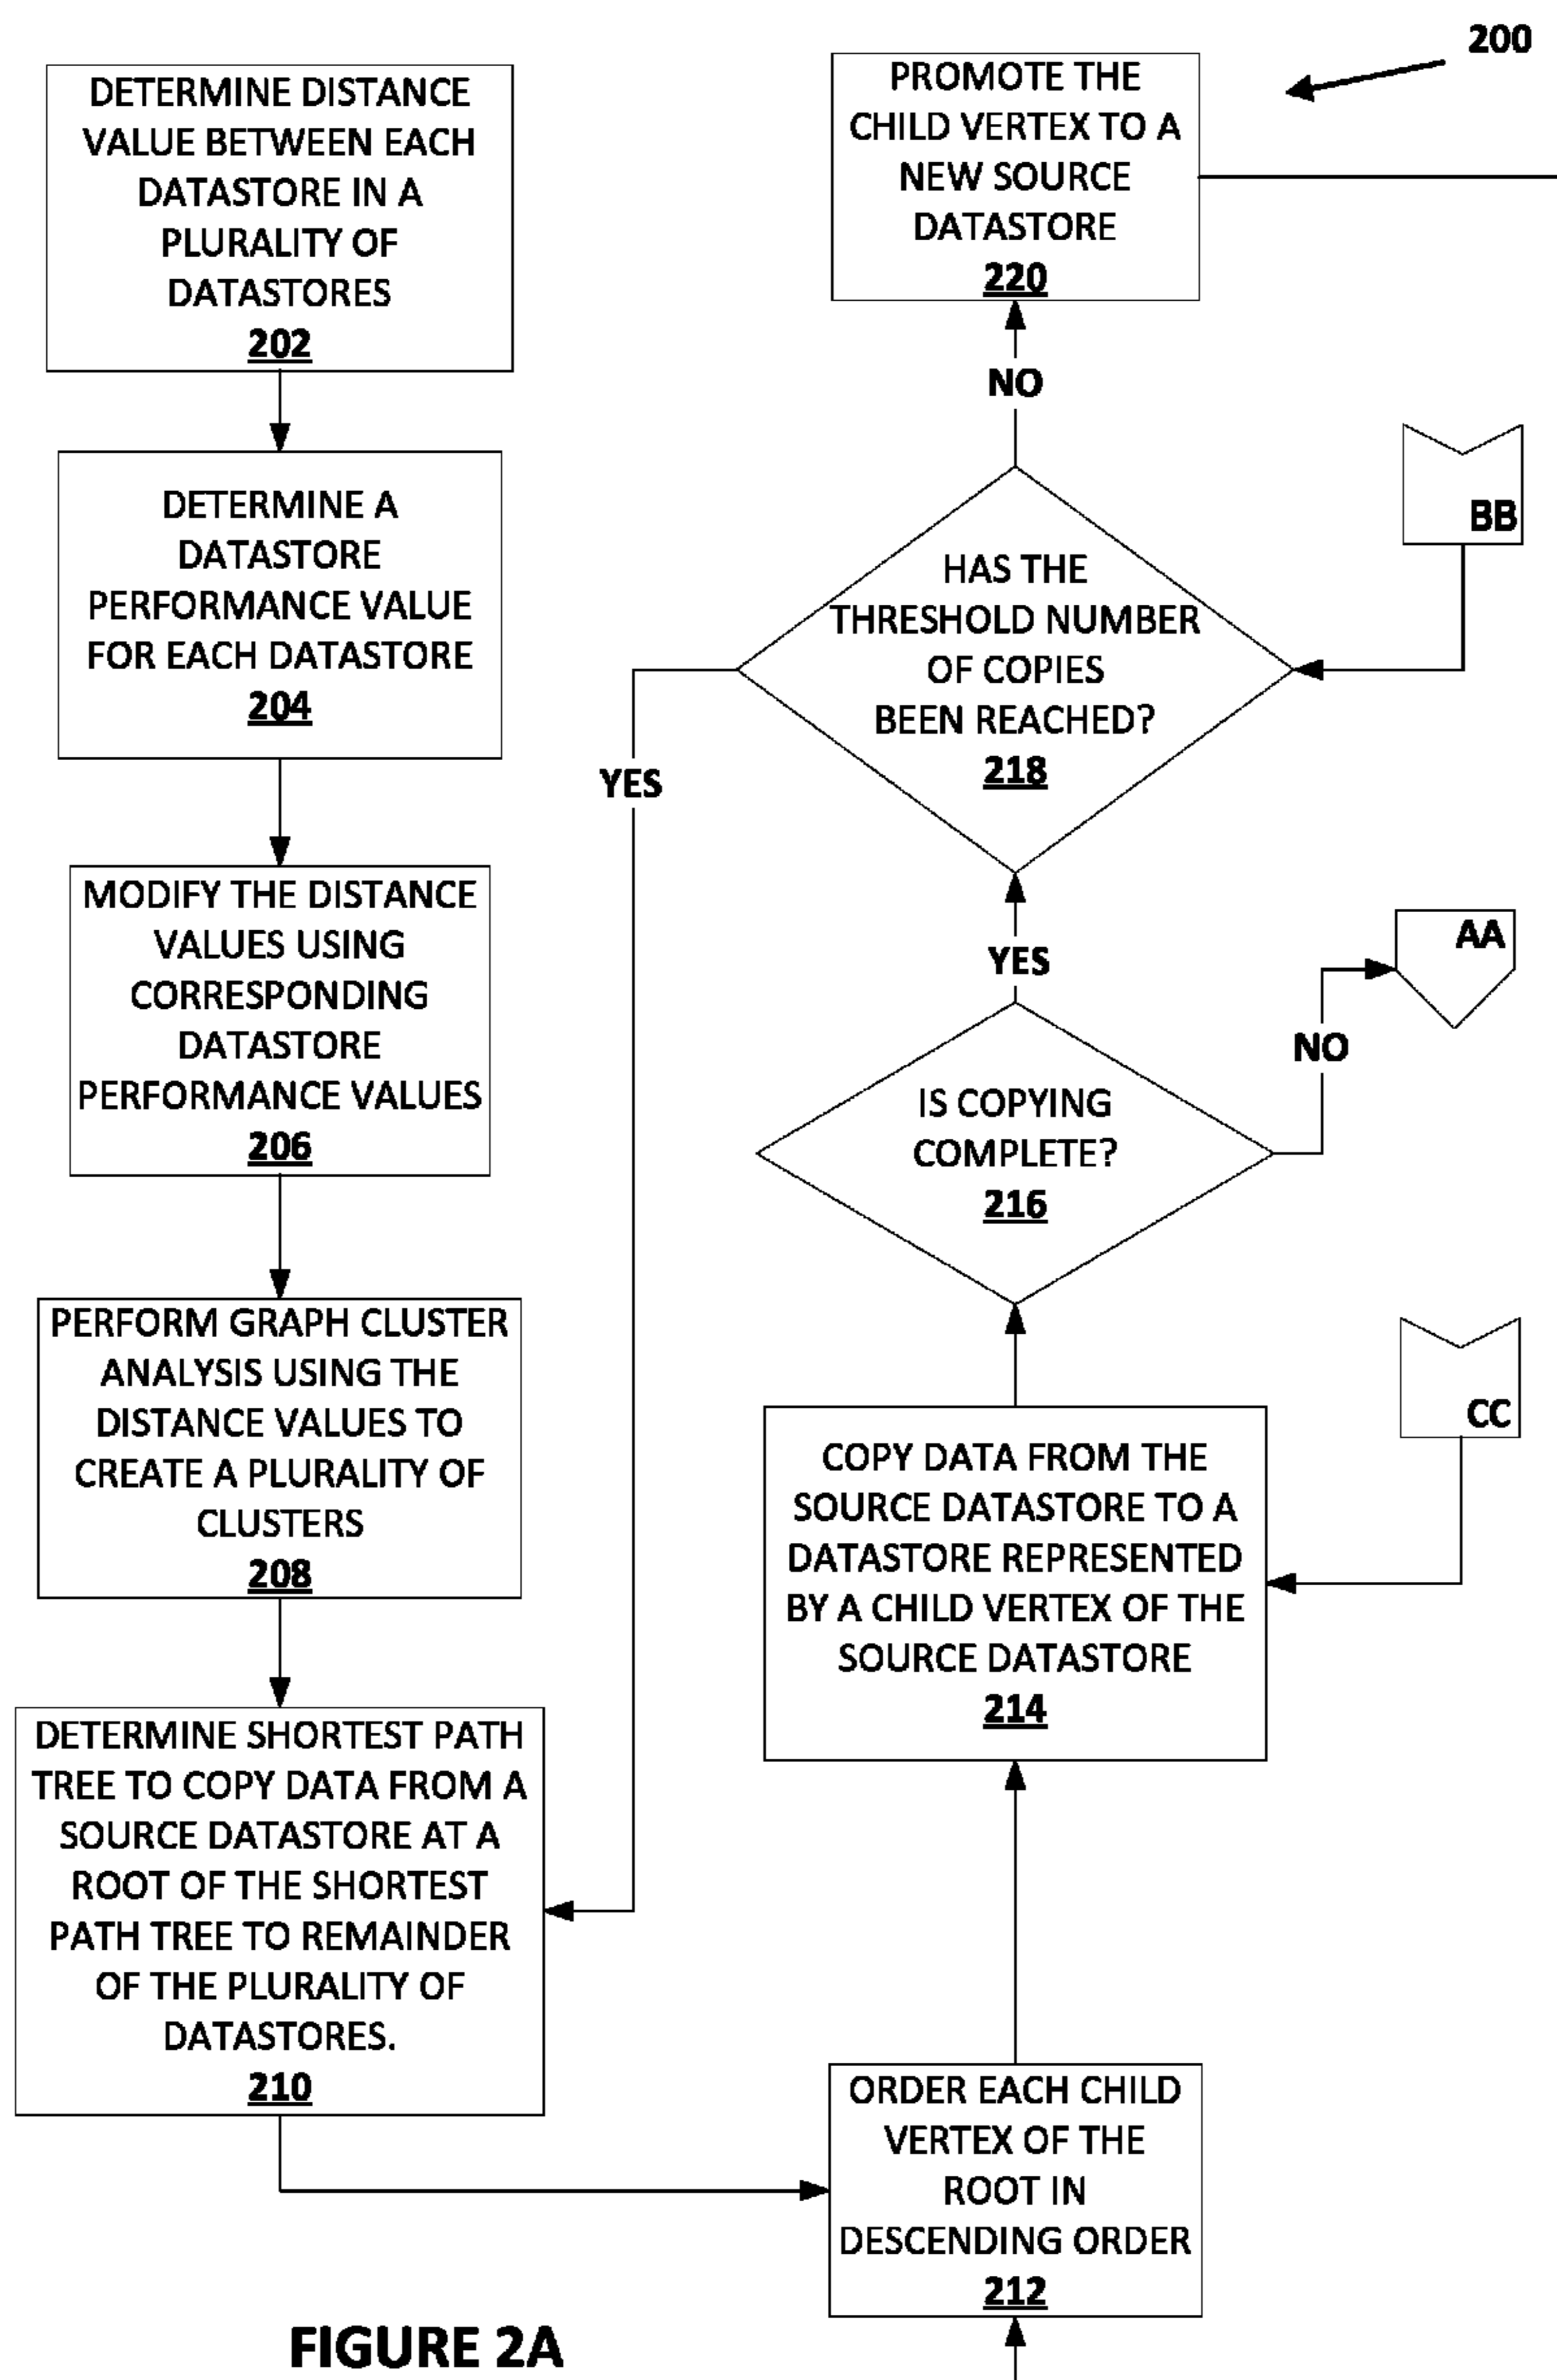 200
DETERMINE DISTANCE
VALUE BETWEEN EACH
DATASTORE IN A
PLURALITY OF
DATASTORES
202
DETERMINE A
DATASTORE
PERFORMANCE VALUE
FOR EACH DATASTORE
204
MODIFY THE DISTANCE
VALUES USING
CORRESPONDING
DATASTORE
PERFORMANCE VALUES
206
PERFORM GRAPH CLUSTER
ANALYSIS USING THE
DISTANCE VALUES TO
CREATE A PLURALITY OF
CLUSTERS
208
DETERMINE SHORTEST PATH
TREE TO COPY DATA FROM A
SOURCE DATASTORE AT A
ROOT OF THE SHORTEST
PATH TREE TO REMAINDER
OF THE PLURALITY OF
DATASTORES.
210
PROMOTE THE
CHILD VERTEX TO A
NEW SOURCE
DATASTORE
220
NO
BB
HAS THE
THRESHOLD NUMBER
OF COPIES
BEEN REACHED?
218
YES
YES
AA
NO
IS COPYING
COMPLETE?
216
CC
COPY DATA FROM THE
SOURCE DATASTORE TO A
DATASTORE REPRESENTED
BY A CHILD VERTEX OF THE
SOURCE DATASTORE
214
ORDER EACH CHILD
VERTEX OF THE
ROOT IN
DESCENDING ORDER
212
FIGURE 2A